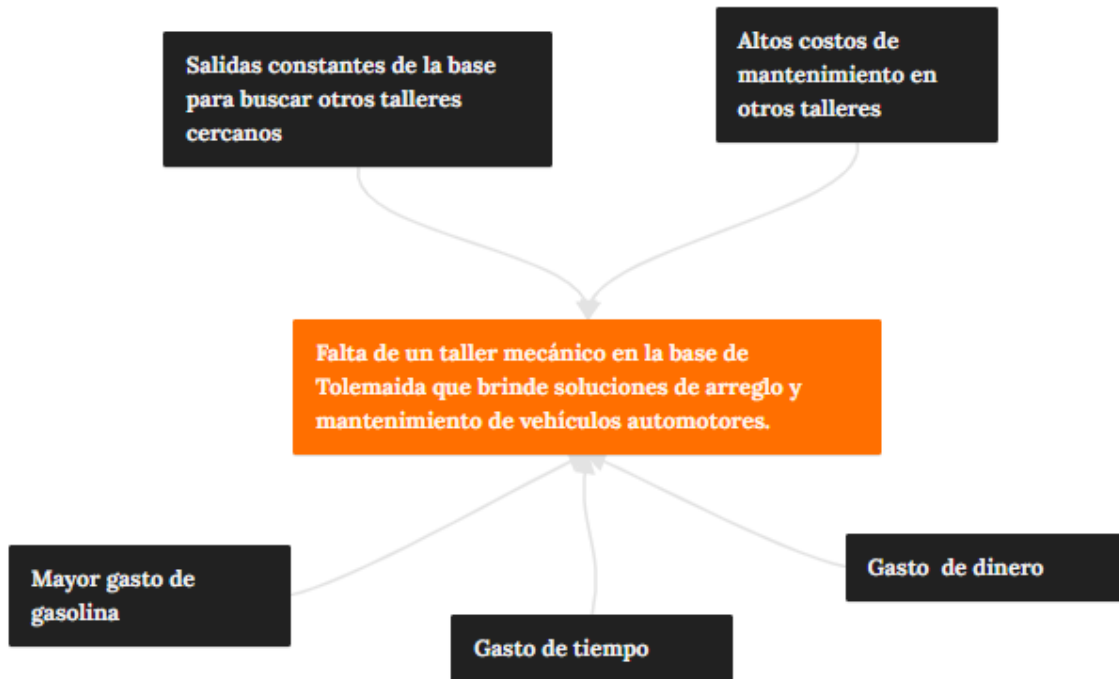 Salidas constantes de la base
para buscar otros talleres
cercanos
Altos costos de
mantenimiento en
otros talleres
Falta de un taller mecánico en la base de
Tolemaida que brinde soluciones de arreglo y
mantenimiento de vehículos automotores.
Mayor gasto de
gasolina
Gasto de tiempo
Gasto de dinero